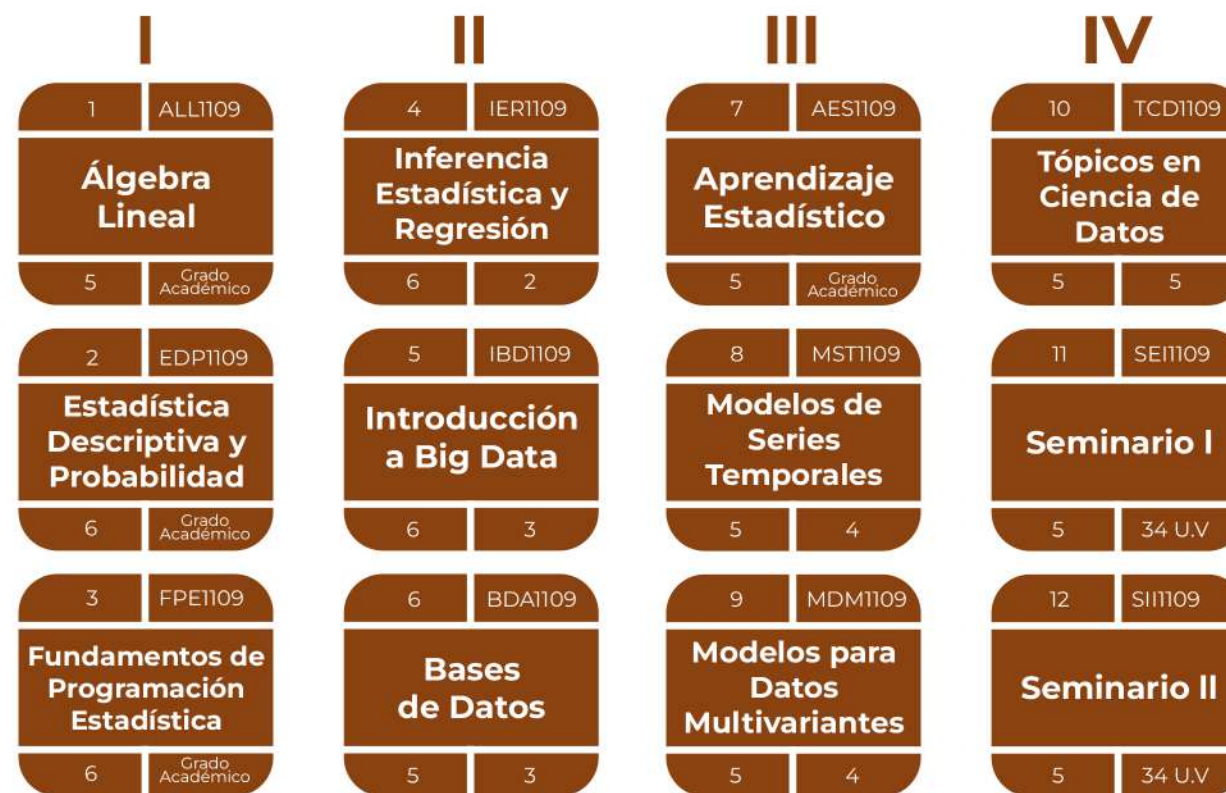 I
II
III
IV
1 ALL1109
Álgebra
Lineal
5 Grado
Académico
4 IER1109
Inferencia
Estadística y
Regresión
6 2
7 AES1109
Aprendizaje
Estadístico
5 Grado
Académico
10 TCD1109
Tópicos en
Ciencia de
Datos
5 5
2 EDP1109
Estadística
Descriptiva y
Probabilidad
6 Grado
Académico
5 IBD1109
Introducción
a Big Data
6 3
8 MST1109
Modelos de
Series
Temporales
5 4
11 SEI1109
Seminario I
5 34 U.V
3 FPE1109
Fundamentos de
Programación
Estadística
6 Grado
Académico
6 BDA1109
Bases
de Datos
5 3
9 MDM1109
Modelos para
Datos
Multivariantes
5 4
12 SII1109
Seminario II
5 34 U.V